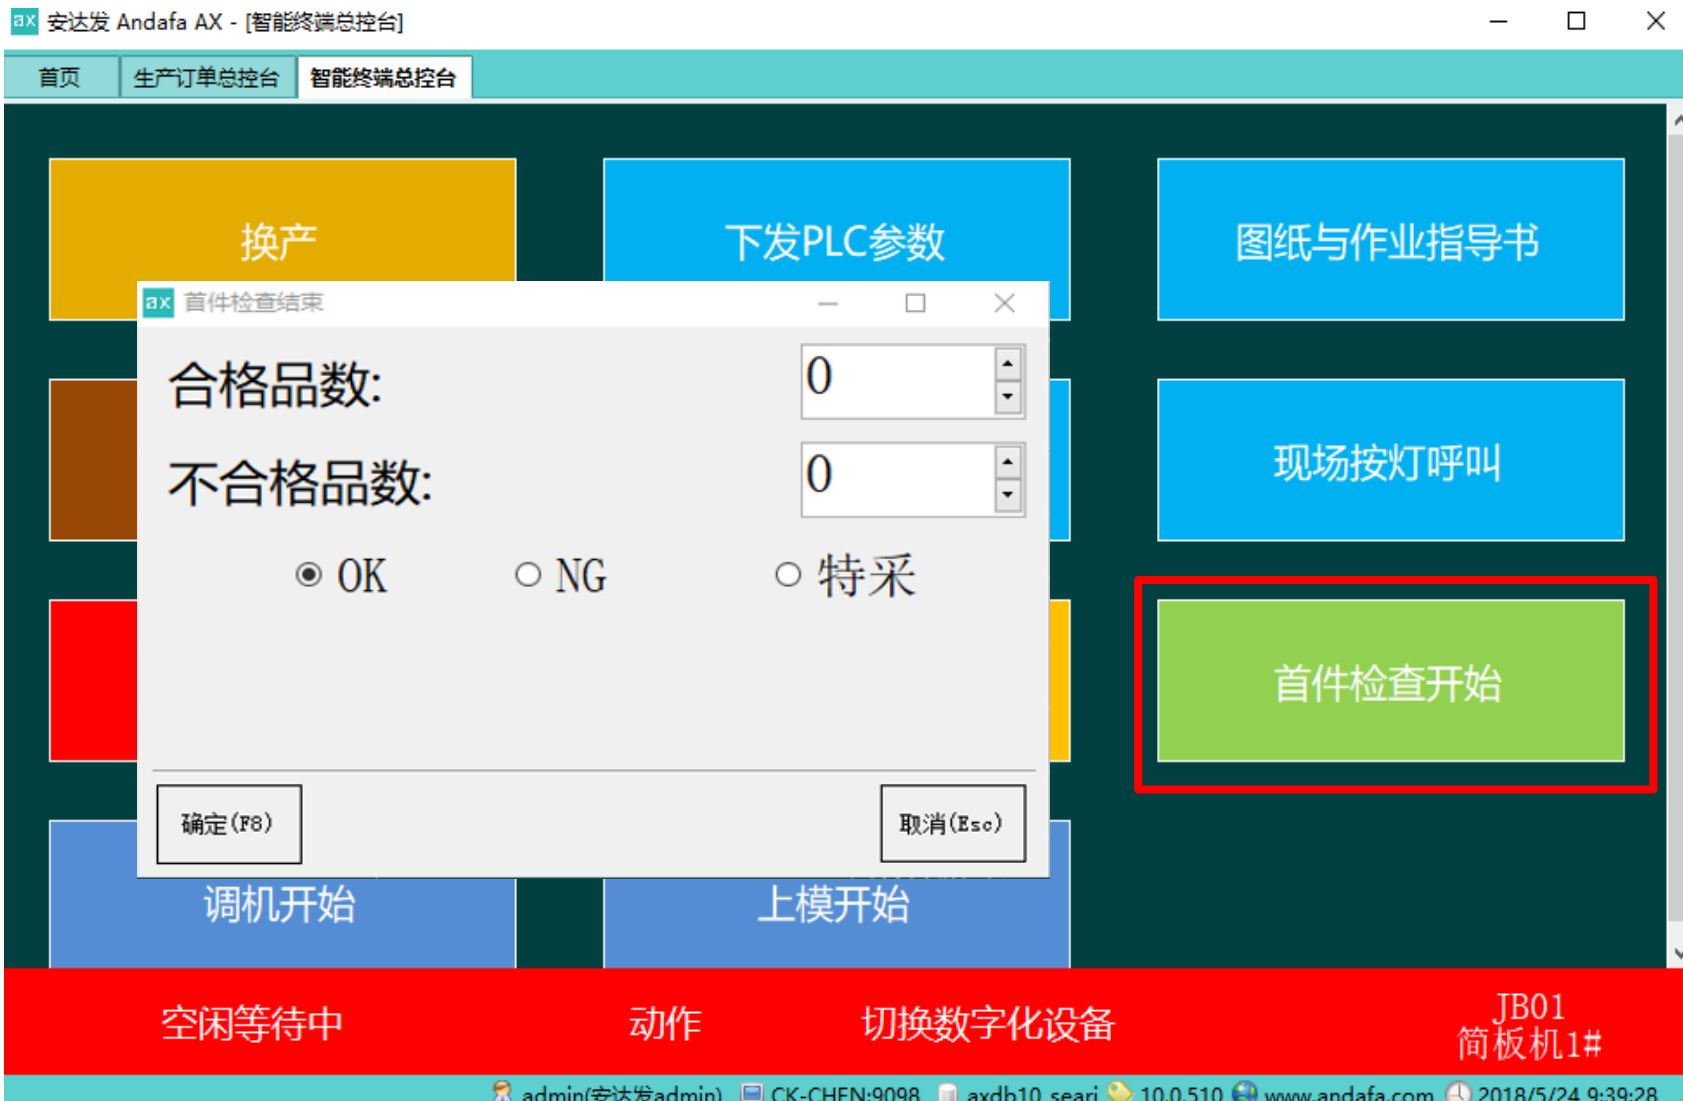 ax 安达发 Andafa AX - [智能终端总控台]
首页 生产订单总控台 智能终端总控台
换产 下发PLC参数 图纸与作业指导书
ax 首件检查结束
合格品数: 0
不合格品数: 0
现场按灯呼叫
OK NG 特采
首件检查开始
确定(F8) 取消(Esc)
调机开始 上模开始
空闲等待中 动作 切换数字化设备 JB01
筒板机1#
admin(安达发admin) CK-CHEN:9098 axdb10_seari 10.0.510 www.andafa.com 2018/5/24 9:39:28